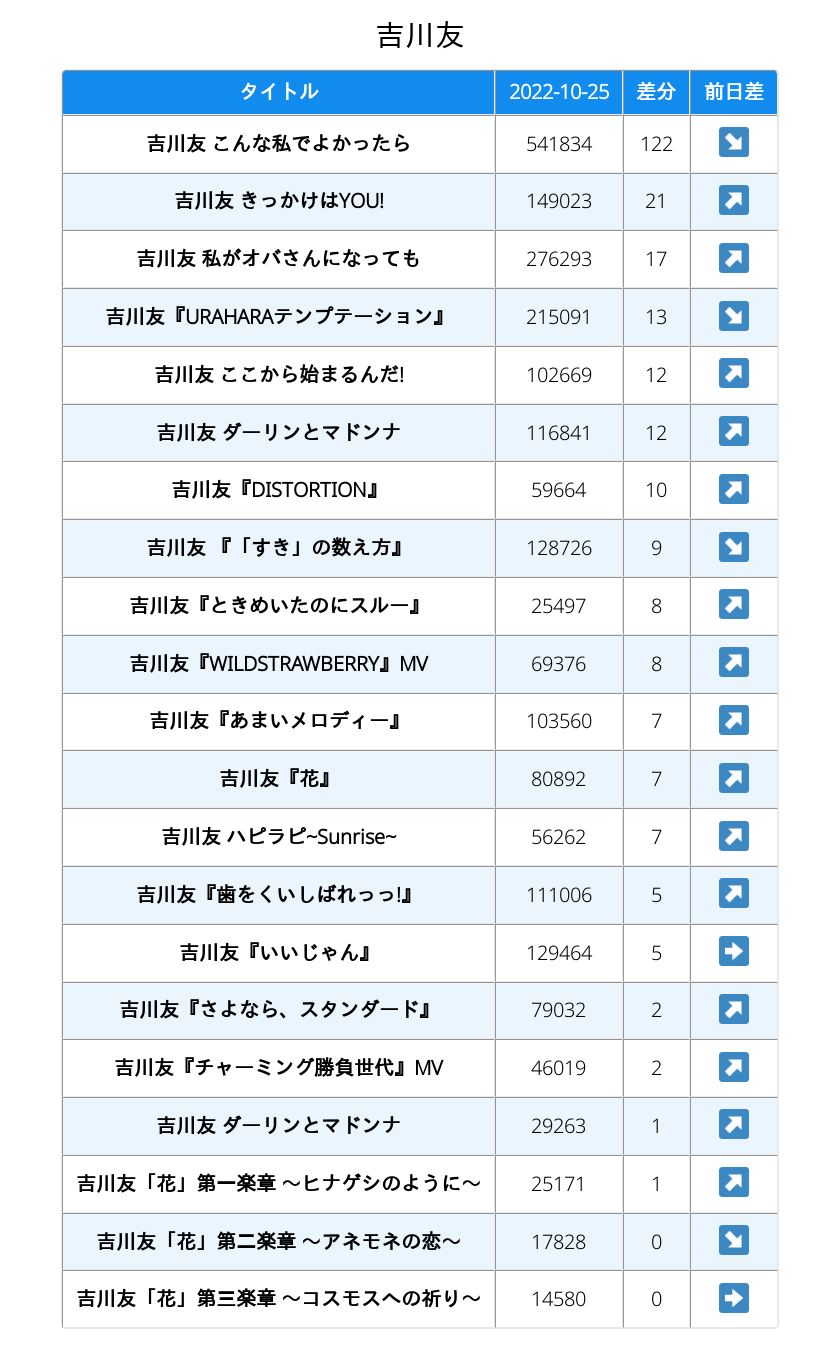 吉川友
タイトル 2022-10-25 差分 前日差
吉川友 こんな私でよかったら 541834 122 ↘
吉川友 きっかけはYOU! 149023 21 ↗
吉川友 私がオバさんになっても 276293 17 ↗
吉川友『URAHARAテンプテーション』 215091 13 ↘
吉川友 ここから始まるんだ! 102669 12 ↗
吉川友 ダーリンとマドンナ 116841 12 ↗
吉川友『DISTORTION』 59664 10 ↗
吉川友 『「すき」の数え方』 128726 9 ↘
吉川友『ときめいたのにスルー』 25497 8 ↗
吉川友『WILDSTRAWBERRY』MV 69376 8 ↗
吉川友『あまいメロディー』 103560 7 ↗
吉川友『花』 80892 7 ↗
吉川友 ハピラピ~Sunrise~ 56262 7 ↗
吉川友『歯をくいしばれっっ!』 111006 5 ↗
吉川友『いいじゃん』 129464 5 ➡
吉川友『さよなら、スタンダード』 79032 2 ↗
吉川友『チャーミング勝負世代』MV 46019 2 ↗
吉川友 ダーリンとマドンナ 29263 1 ↗
吉川友「花」第一楽章 〜ヒナゲシのように〜 25171 1 ↗
吉川友「花」第二楽章 〜アネモネの恋〜 17828 0 ↘
吉川友「花」第三楽章 〜コスモスへの祈り〜 14580 0 ➡